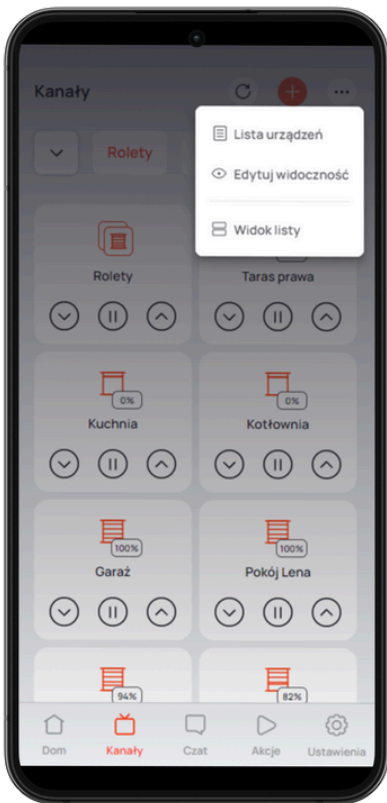 Kanały
Lista urządzeń
Edytuj widoczność
Widok listy
Rolety
Rolety
Taras prawa
0%
0%
Kuchnia
Kotłownia
100%
100%
Garaż
Pokój Lena
94%
82%
Dom
Kanały
Czat
Akcje
Ustawienia